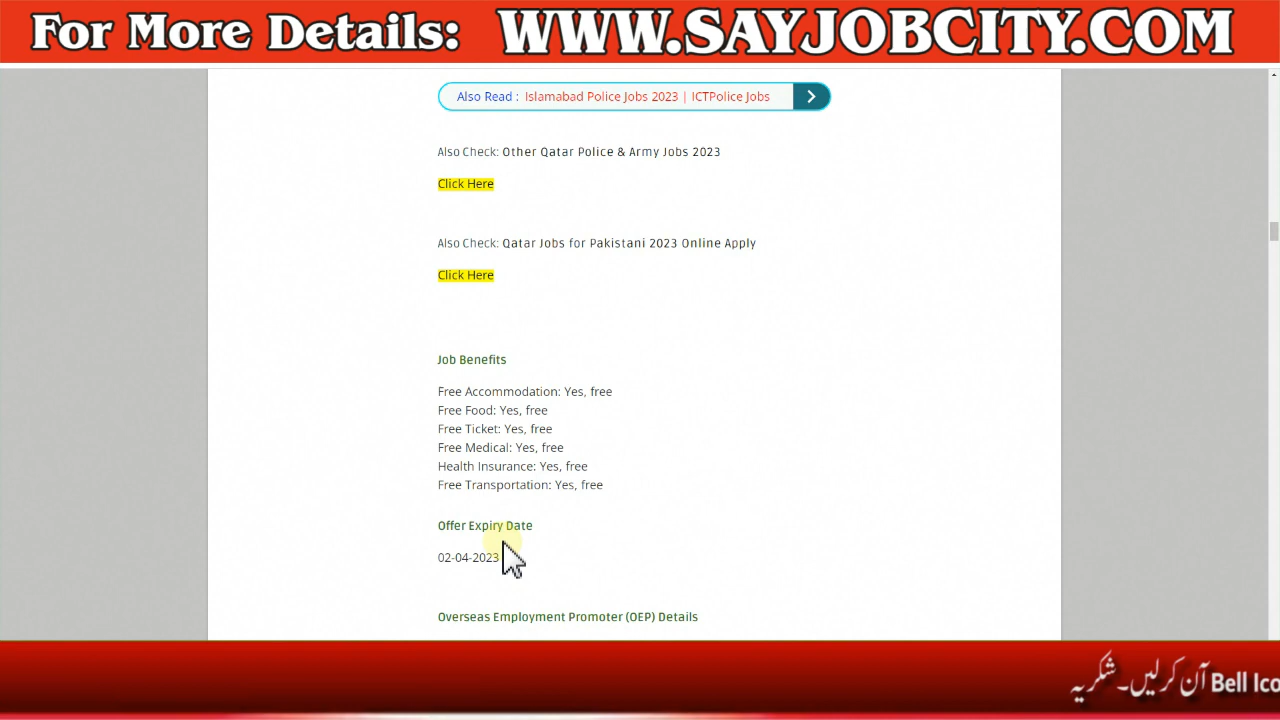 For More Details: WWW.SAYJOBCITY.COM
Also Read : Islamabad Police Jobs 2023 | ICTPolice Jobs
Also Check: Other Qatar Police & Army Jobs 2023
Click Here
Also Check: Qatar Jobs for Pakistani 2023 Online Apply
Click Here
Job Benefits
Free Accommodation: Yes, free
Free Food: Yes, free
Free Ticket: Yes, free
Free Medical: Yes, free
Health Insurance: Yes, free
Free Transportation: Yes, free
Offer Expiry Date
02-04-2023
Overseas Employment Promoter (OEP) Details
Bell Ico آن کرلیں۔ شکریہ